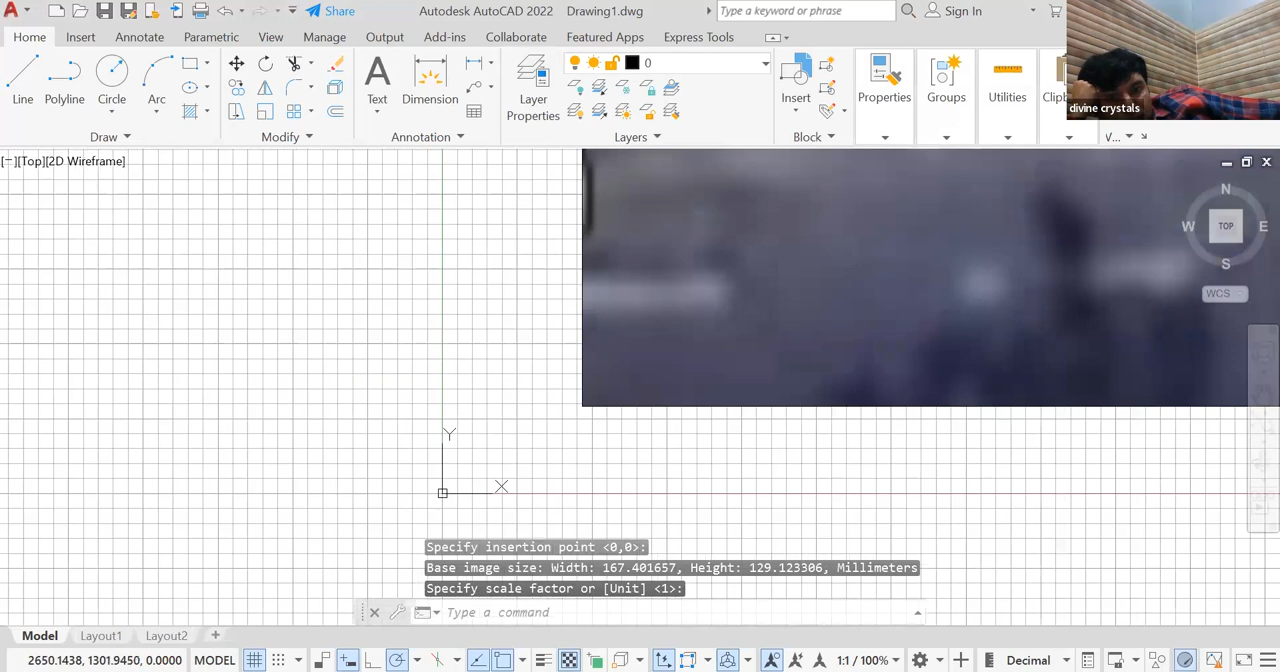 Share
Autodesk AutoCAD 2022 Drawing1.dwg
Type a keyword or phrase
Sign In
Home Insert Annotate Parametric View Manage Output Add-ins Collaborate Featured Apps Express Tools
Line Polyline Circle Arc
Text Dimension
Layer Properties
0
Insert
Properties
Groups
Utilities
divine crystals
Draw Modify Annotation Layers Block V...
[−][Top][2D Wireframe]
N
W TOP E
S
WCS
Y
X
Specify insertion point <0,0>:
Base image size: Width: 167.401657, Height: 129.123306, Millimeters
Specify scale factor or [Unit] <1>:
Type a command
Model Layout1 Layout2 +
2650.1438, 1301.9450, 0.0000 MODEL 1:1 / 100% Decimal